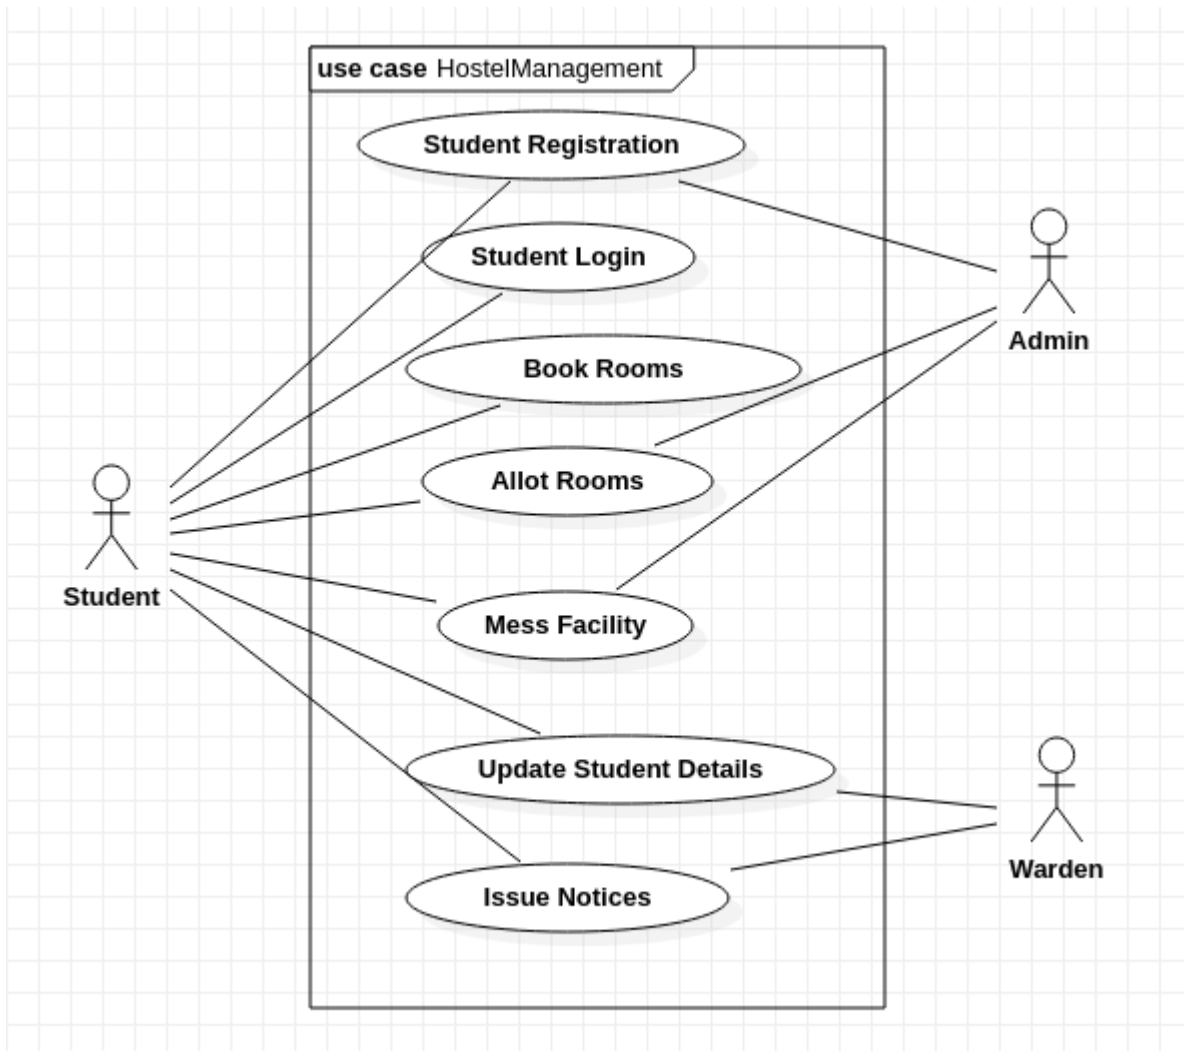 use case HostelManagement
Student Registration
Student Login
Book Rooms
Allot Rooms
Mess Facility
Update Student Details
Issue Notices
Student
Admin
Warden